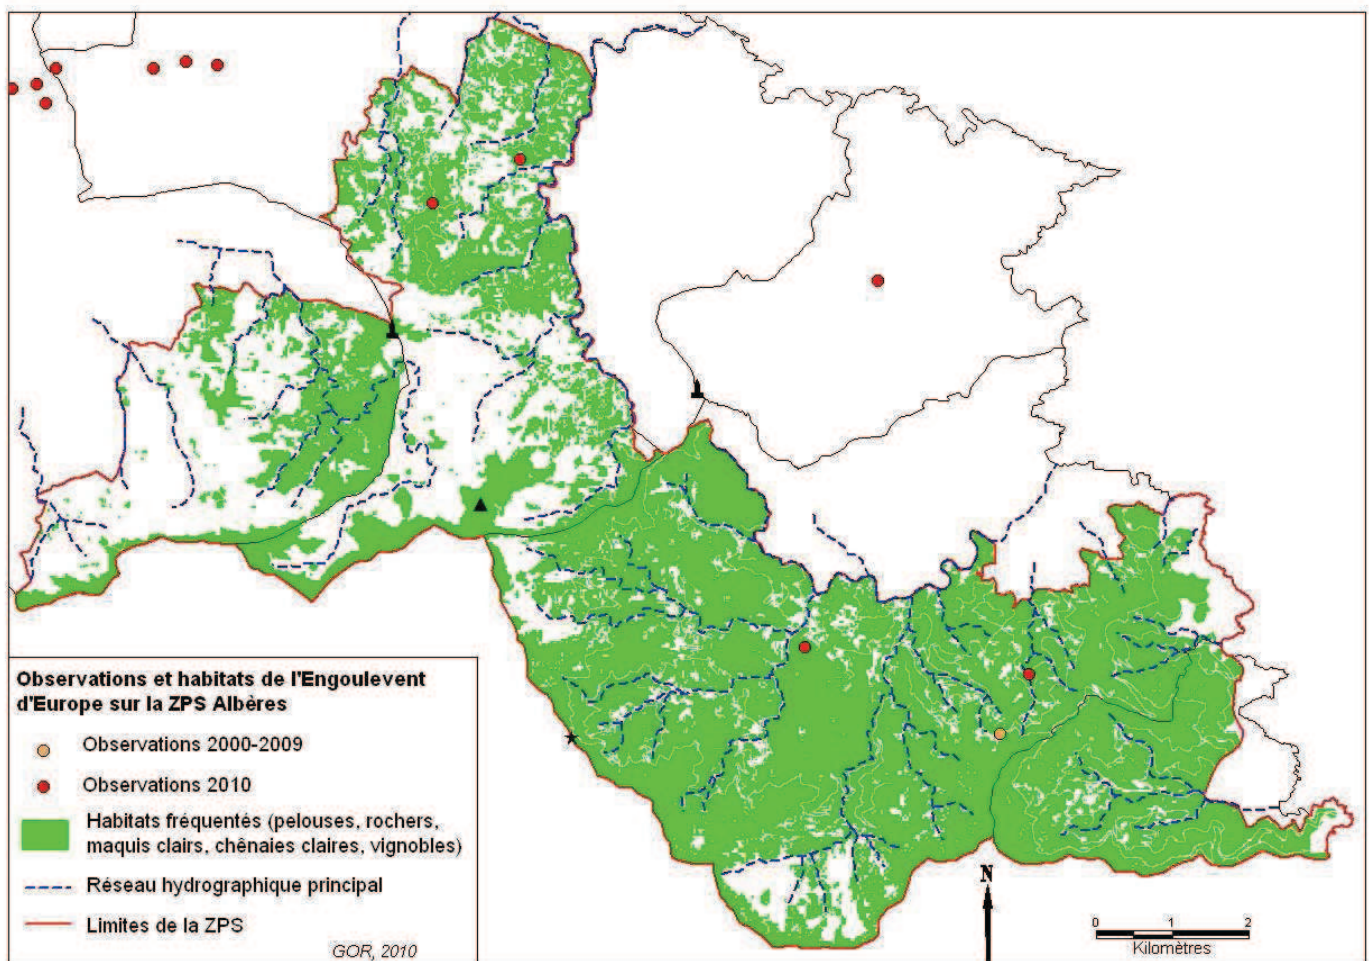 Observations et habitats de l'Engoulevent
d'Europe sur la ZPS Albères
Observations 2000-2009
Observations 2010
Habitats fréquentés (pelouses, rochers,
maquis clairs, chênaies claires, vignobles)
Réseau hydrographique principal
Limites de la ZPS
GOR, 2010
N
0 1 2
Kilomètres